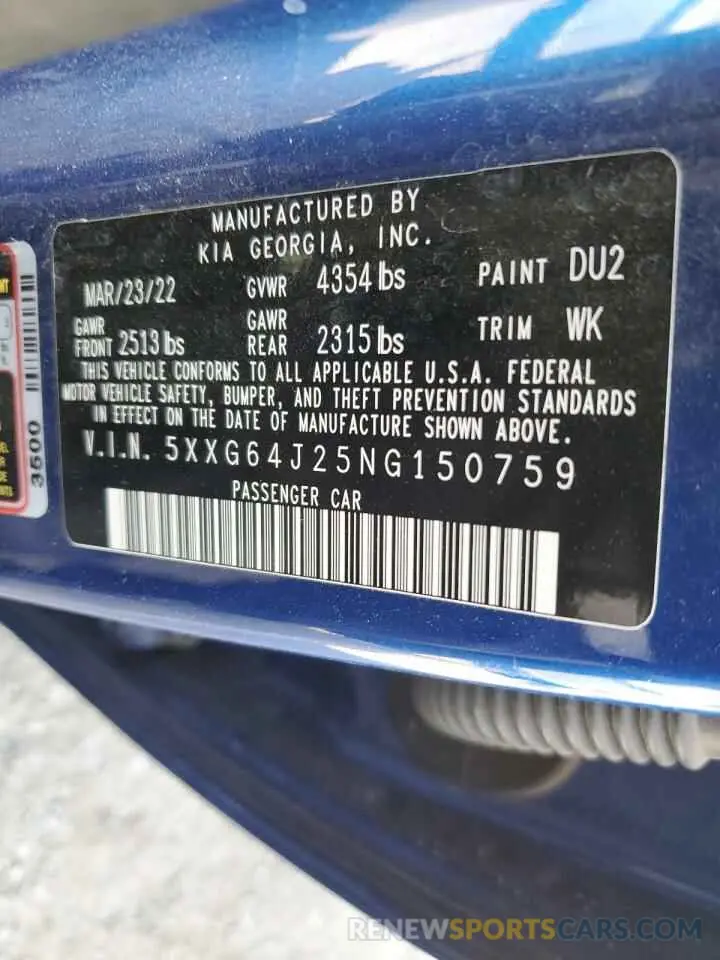 MANUFACTURED BY
KIA GEORGIA, INC.
MAR/23/22 GVWR 4354 lbs PAINT DU2
GAWR FRONT 2513 lbs GAWR REAR 2315 lbs TRIM WK
THIS VEHICLE CONFORMS TO ALL APPLICABLE U.S.A. FEDERAL
MOTOR VEHICLE SAFETY, BUMPER, AND THEFT PREVENTION STANDARDS
IN EFFECT ON THE DATE OF MANUFACTURE SHOWN ABOVE.
V.I.N. 5XXG64J25NG150759
PASSENGER CAR
3500
RENEWSPORTSCARS.COM